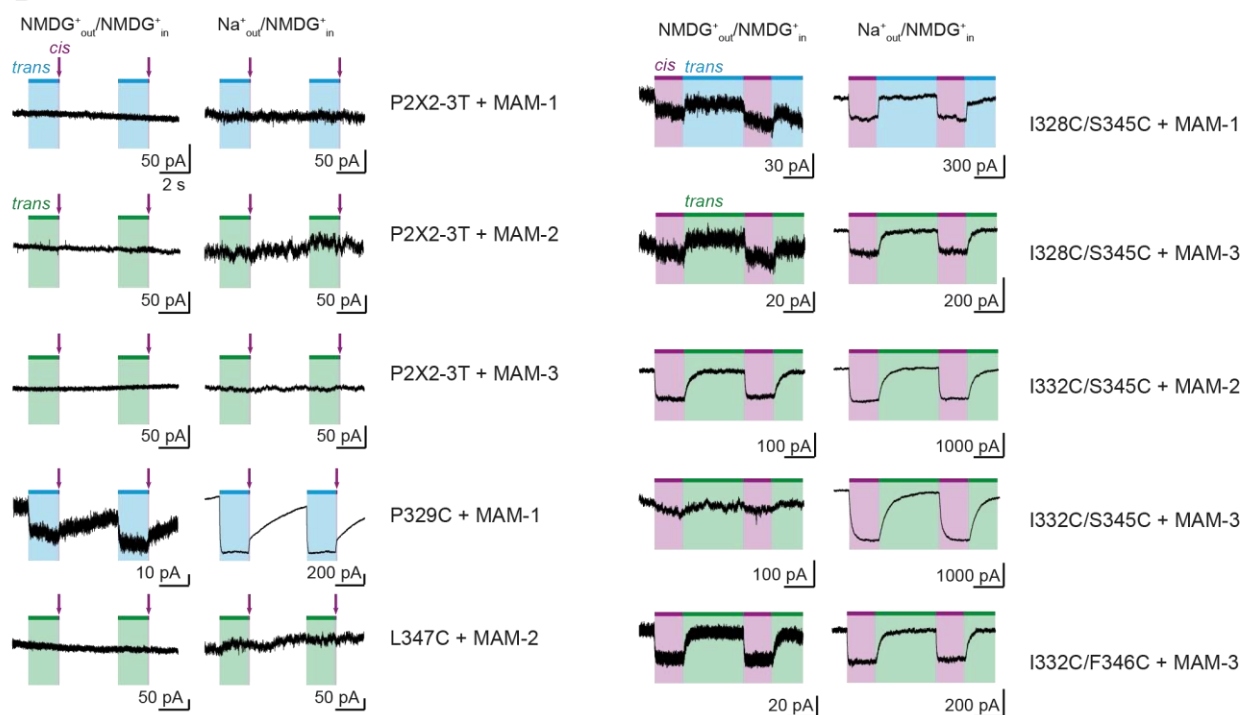 NMDG⁺out/NMDG⁺in Na⁺out/NMDG⁺in
cis
trans
P2X2-3T + MAM-1
50 pA 50 pA
2 s
trans
P2X2-3T + MAM-2
50 pA 50 pA
P2X2-3T + MAM-3
50 pA 50 pA
P329C + MAM-1
10 pA 200 pA
L347C + MAM-2
50 pA 50 pA
NMDG⁺out/NMDG⁺in Na⁺out/NMDG⁺in
cis trans
I328C/S345C + MAM-1
30 pA 300 pA
trans
I328C/S345C + MAM-3
20 pA 200 pA
I332C/S345C + MAM-2
100 pA 1000 pA
I332C/S345C + MAM-3
100 pA 1000 pA
I332C/F346C + MAM-3
20 pA 200 pA